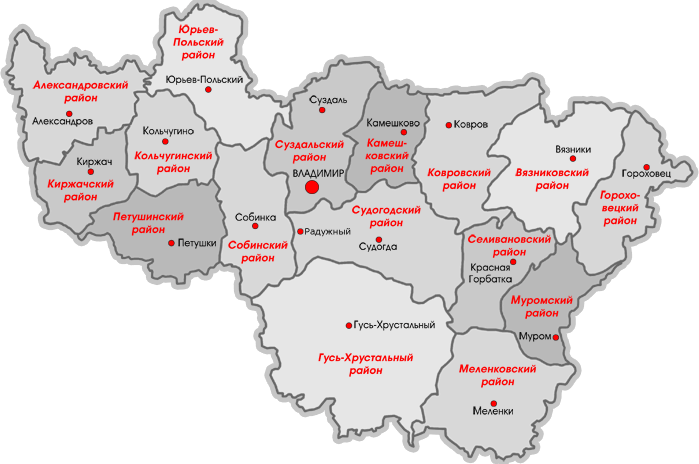 Юрьев-
Польский
район
Юрьев-Польский
Александровский
район
Александров
Кольчугино
Кольчугинский
район
Киржач
Киржачский
район
Петушинский
район
Петушки
Собинка
Собинский
район
Суздаль
Суздальский
район
ВЛАДИМИР
Камешково
Камеш-
ковский
район
Ковров
Ковровский
район
Вязники
Вязниковский
район
Гороховец
Горохо-
вецкий
район
Судогодский
район
Радужный
Судогда
Селивановский
район
Красная
Горбатка
Муромский
район
Муром
Гусь-Хрустальный
Гусь-Хрустальный
район
Меленковский
район
Меленки